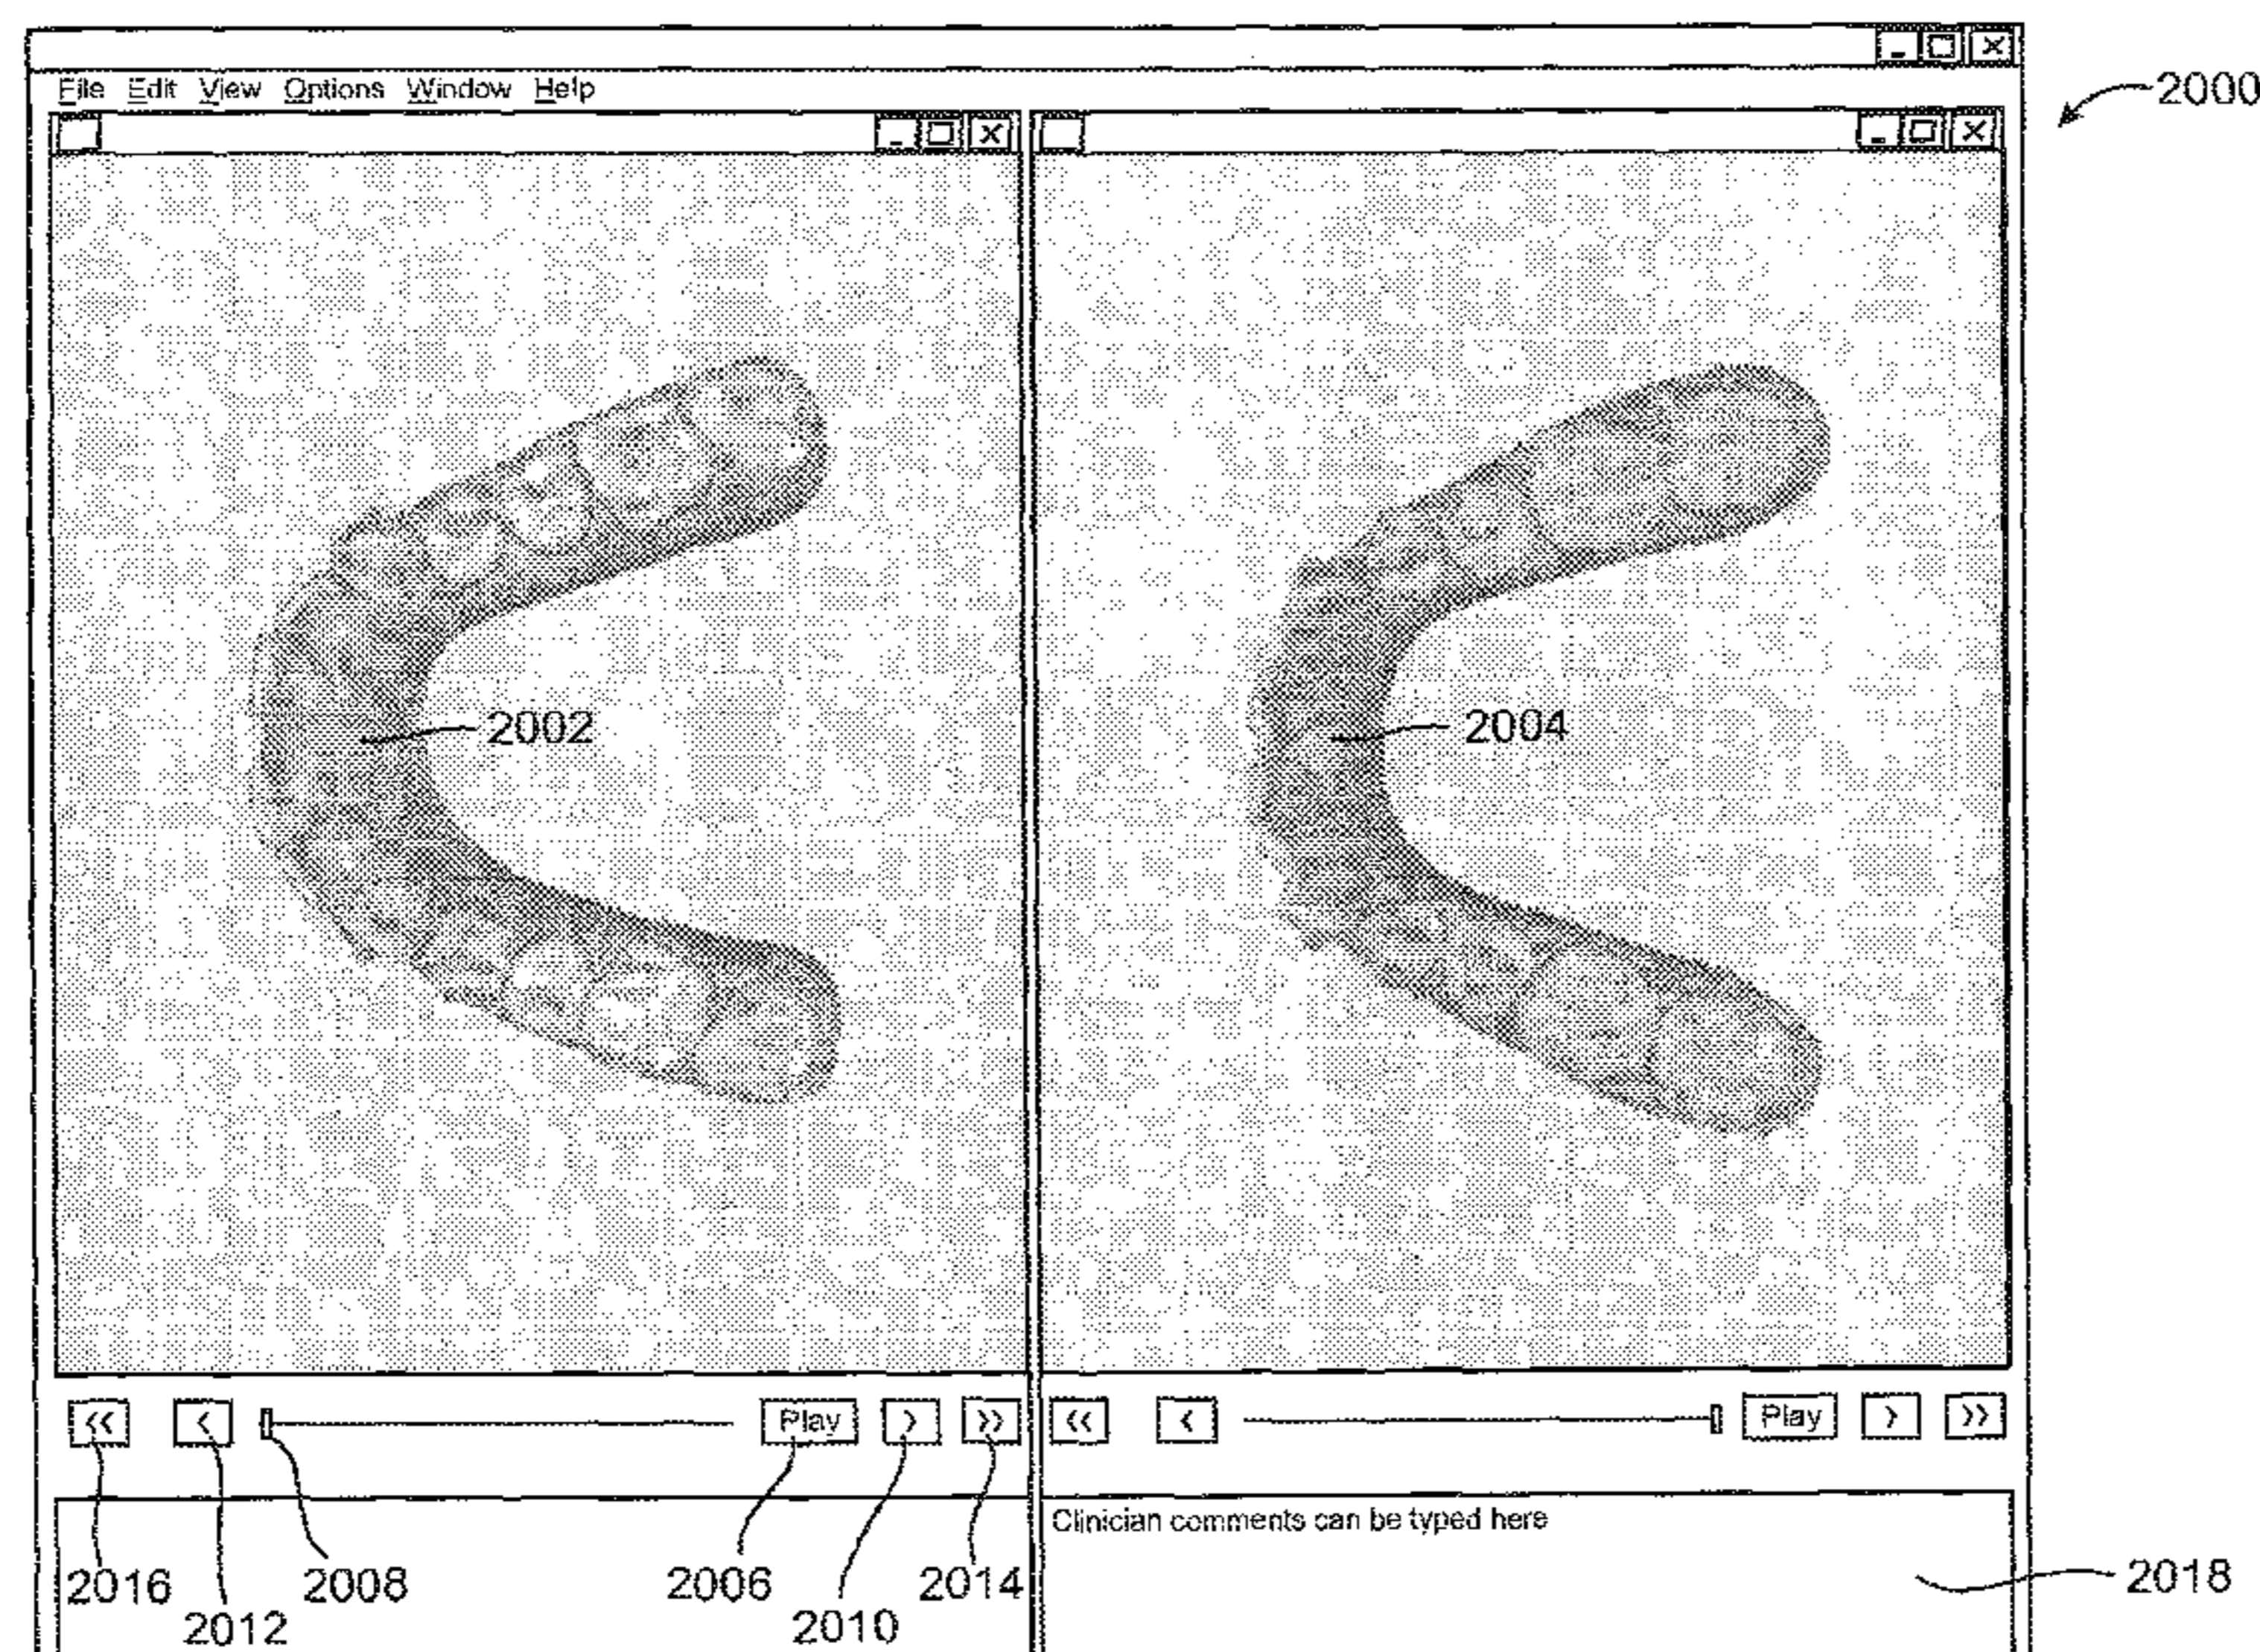 2000
File Edit View Options Window Help
2002
2004
<< < Play > >> << < Play > >>
Clinician comments can be typed here
2016 2008 2006 2014 2018
2012 2010